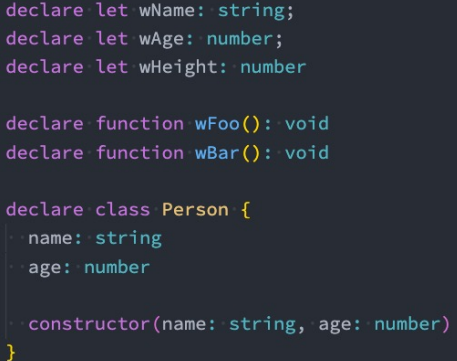 declare let wName: string;
declare let wAge: number;
declare let wHeight: number
declare function wFoo(): void
declare function wBar(): void
declare class Person {
  name: string
  age: number
  constructor(name: string, age: number)
}